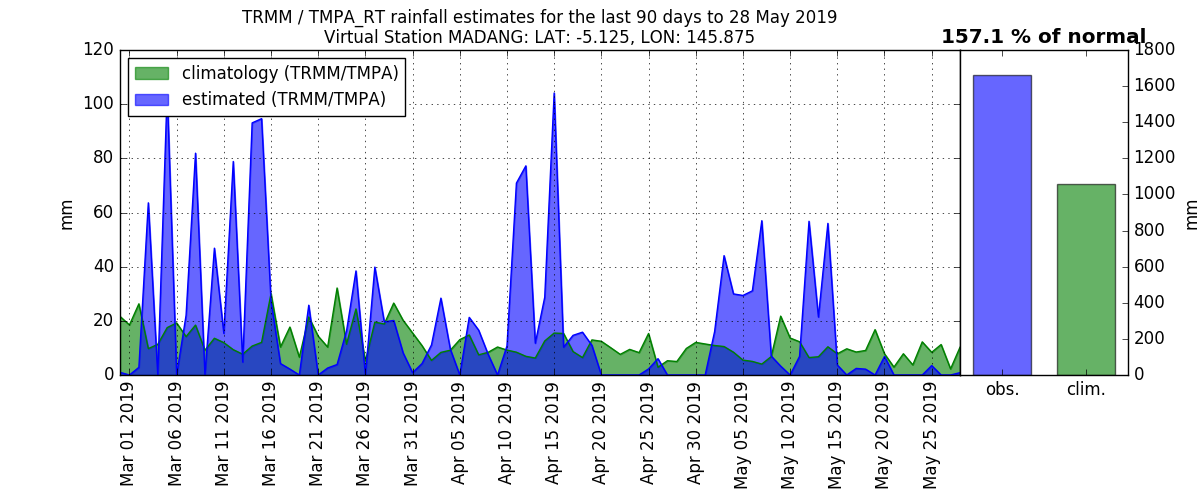 TRMM / TMPA_RT rainfall estimates for the last 90 days to 28 May 2019
Virtual Station MADANG: LAT: -5.125, LON: 145.875
157.1 % of normal
climatology (TRMM/TMPA)
estimated (TRMM/TMPA)
mm
120
100
80
60
40
20
0
Mar 01 2019
Mar 06 2019
Mar 11 2019
Mar 16 2019
Mar 21 2019
Mar 26 2019
Mar 31 2019
Apr 05 2019
Apr 10 2019
Apr 15 2019
Apr 20 2019
Apr 25 2019
Apr 30 2019
May 05 2019
May 10 2019
May 15 2019
May 20 2019
May 25 2019
obs.
clim.
1800
1600
1400
1200
1000
800
600
400
200
0
mm